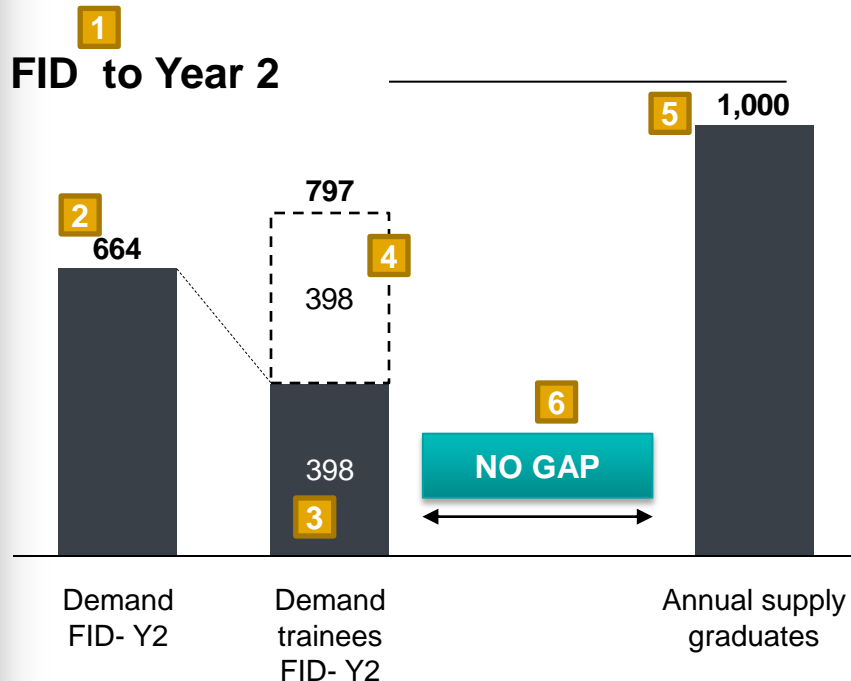 1
FID to Year 2
5
1,000
797
2
664
4
398
6
NO GAP
398
3
Demand
FID- Y2
Demand
trainees
FID- Y2
Annual supply
graduates